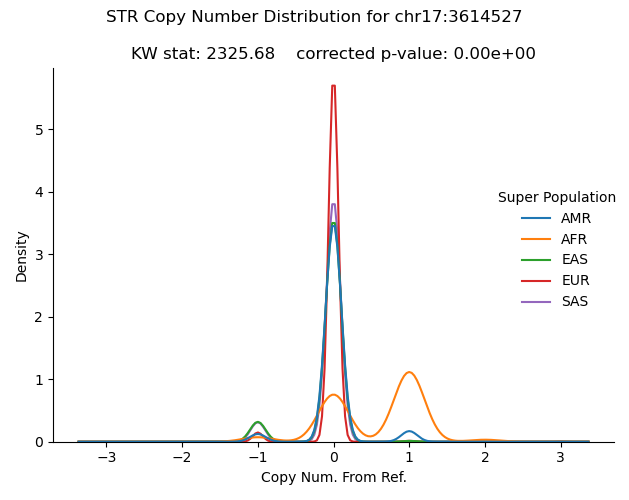 STR Copy Number Distribution for chr17:3614527
KW stat: 2325.68    corrected p-value: 0.00e+00
Density
5
4
3
2
1
0
Super Population
AMR
AFR
EAS
EUR
SAS
−3 −2 −1 0 1 2 3
Copy Num. From Ref.